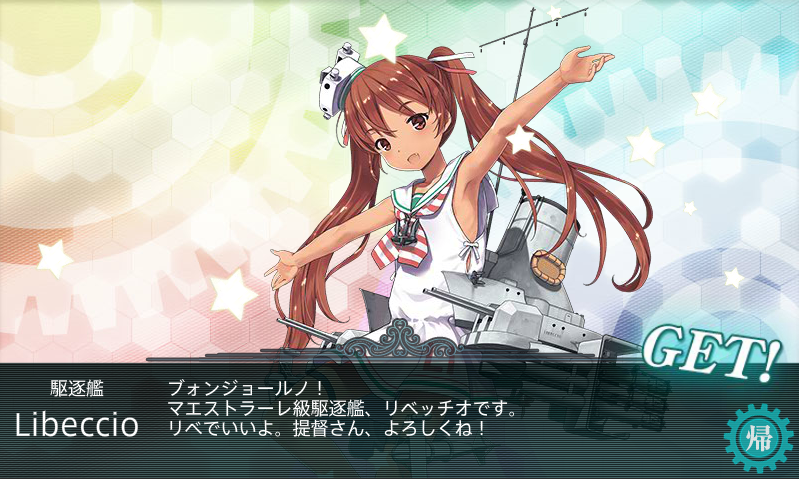 GET!
駆逐艦
Libeccio
ブォンジョールノ！
マエストラーレ級駆逐艦、リベッチオです。
リベでいいよ。提督さん、よろしくね！
帰